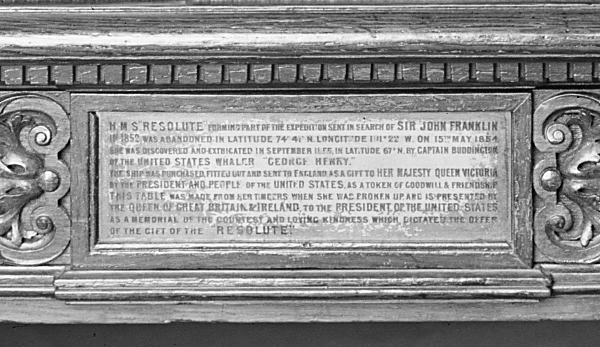 H.M.S. "RESOLUTE" FORMING PART OF THE EXPEDITION SENT IN SEARCH OF SIR JOHN FRANKLIN
IN 1852, WAS ABANDONED IN LATITUDE 74° 41' N. LONGITUDE 101° 22' W. ON 15TH MAY 1854.
SHE WAS DISCOVERED AND EXTRICATED IN SEPTEMBER 1855, IN LATITUDE 67° N. BY CAPTAIN BUDDINGTON
OF THE UNITED STATES WHALER "GEORGE HENRY."
THE SHIP WAS PURCHASED, FITTED OUT AND SENT TO ENGLAND, AS A GIFT TO HER MAJESTY QUEEN VICTORIA
BY THE PRESIDENT AND PEOPLE OF THE UNITED STATES, AS A TOKEN OF GOODWILL & FRIENDSHIP.
THIS TABLE WAS MADE FROM HER TIMBERS WHEN SHE WAS BROKEN UP, AND IS PRESENTED BY
THE QUEEN OF GREAT BRITAIN & IRELAND, TO THE PRESIDENT OF THE UNITED STATES,
AS A MEMORIAL OF THE COURTESY AND LOVING KINDNESS WHICH DICTATED THE OFFER
OF THE GIFT OF THE "RESOLUTE."